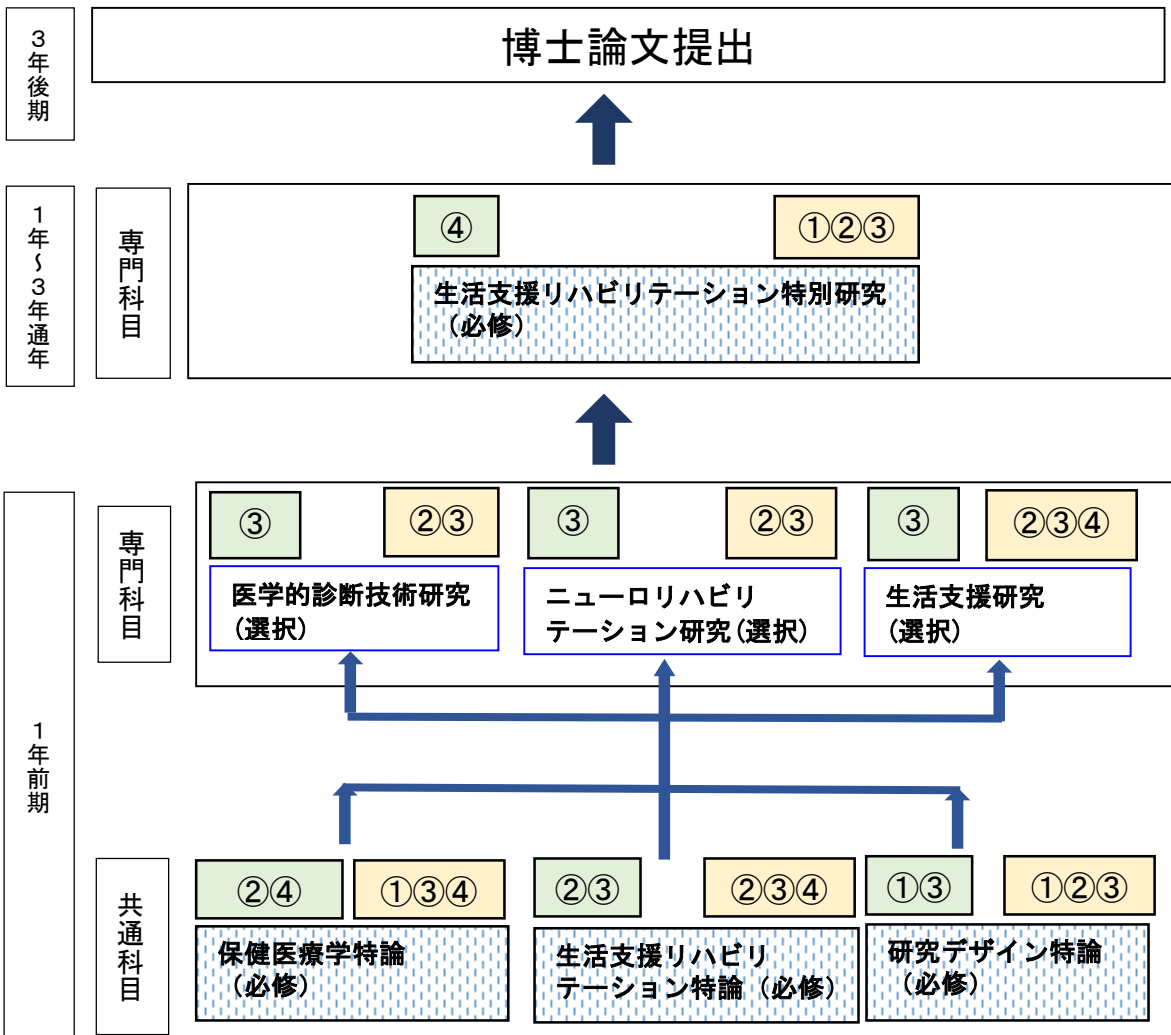 3年後期
博士論文提出
1年~3年通年
専門科目
④
①②③
生活支援リハビリテーション特別研究
(必修)
1年前期
専門科目
③
②③
医学的診断技術研究
(選択)
③
②③
ニューロリハビリ
テーション研究(選択)
③
②③④
生活支援研究
(選択)
共通科目
②④
①③④
保健医療学特論
(必修)
②③
②③④
生活支援リハビリ
テーション特論(必修)
①③
①②③
研究デザイン特論
(必修)